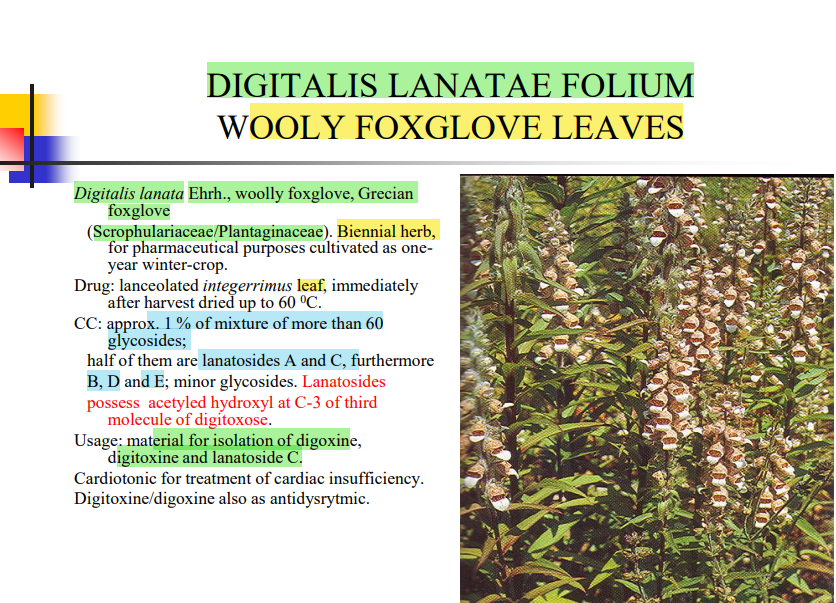 DIGITALIS LANATAE FOLIUM
WOOLY FOXGLOVE LEAVES
Digitalis lanata Ehrh., woolly foxglove, Grecian
foxglove
(Scrophulariaceae/Plantaginaceae). Biennial herb,
for pharmaceutical purposes cultivated as one-
year winter-crop.
Drug: lanceolated integerrimus leaf, immediately
after harvest dried up to 60 ⁰C.
CC: approx. 1 % of mixture of more than 60
glycosides;
half of them are lanatosides A and C, furthermore
B, D and E; minor glycosides. Lanatosides
possess acetyled hydroxyl at C-3 of third
molecule of digitoxose.
Usage: material for isolation of digoxine,
digitoxine and lanatoside C.
Cardiotonic for treatment of cardiac insufficiency.
Digitoxine/digoxine also as antidysrytmic.